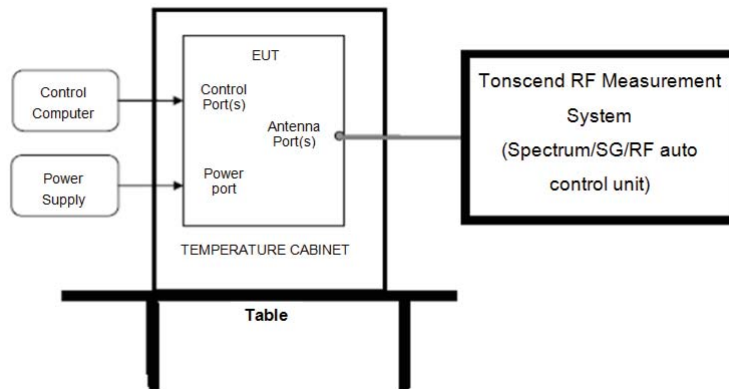 EUT
Control
Computer
Control
Port(s)
Antenna
Port(s)
Power
Supply
Power
port
TEMPERATURE CABINET
Table
Tonscend RF Measurement
System
(Spectrum/SG/RF auto
control unit)